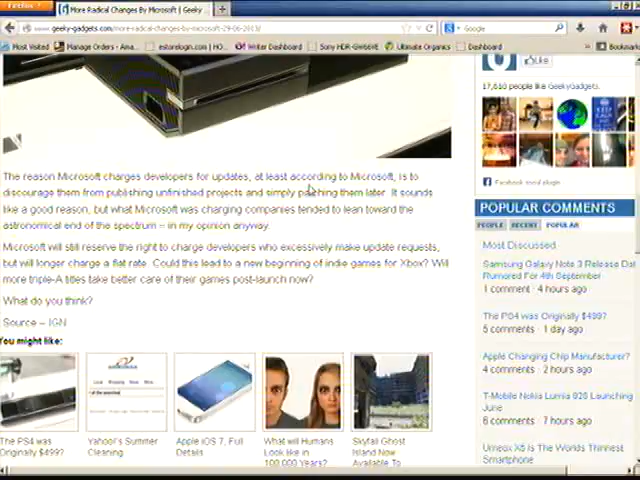 Firefox
More Radical Changes By Microsoft | Geeky ...
www.geeky-gadgets.com/more-radical-changes-by-microsoft-29-06-2013/
Google
Most Visited
Manage Orders - Ama...
estorelogin.com | HO...
Writer Dashboard
Sony HDR-GW66VE
Ultimate Organics
Dashboard
Bookmarks
Like
17,610 people like GeekyGadgets.
Facebook social plugin
The reason Microsoft charges developers for updates, at least according to Microsoft, is to
discourage them from publishing unfinished projects and simply patching them later. It sounds
like a good reason, but what Microsoft was charging companies tended to lean toward the
astronomical end of the spectrum – in my opinion anyway.
Microsoft will still reserve the right to charge developers who excessively make update requests,
but will longer charge a flat rate. Could this lead to a new beginning of indie games for Xbox? Will
more triple-A titles take better care of their games post-launch now?
What do you think?
Source – IGN
You might like:
The PS4 was
Originally $499?
Yahoo!'s Summer
Cleaning
Apple iOS 7, Full
Details
What will Humans
Look like in
100,000 Years?
Skyfall Ghost
Island Now
Available To
POPULAR COMMENTS
PEOPLE
RECENT
POPULAR
Most Discussed
Samsung Galaxy Note 3 Release Dat
Rumored For 4th September
1 comment · 4 hours ago
The PS4 was Originally $499?
5 comments · 1 day ago
Apple Changing Chip Manufacturer?
4 comments · 2 hours ago
T-Mobile Nokia Lumia 925 Launching
June
6 comments · 7 hours ago
Umeox X5 Is The Worlds Thinnest
Smartphone